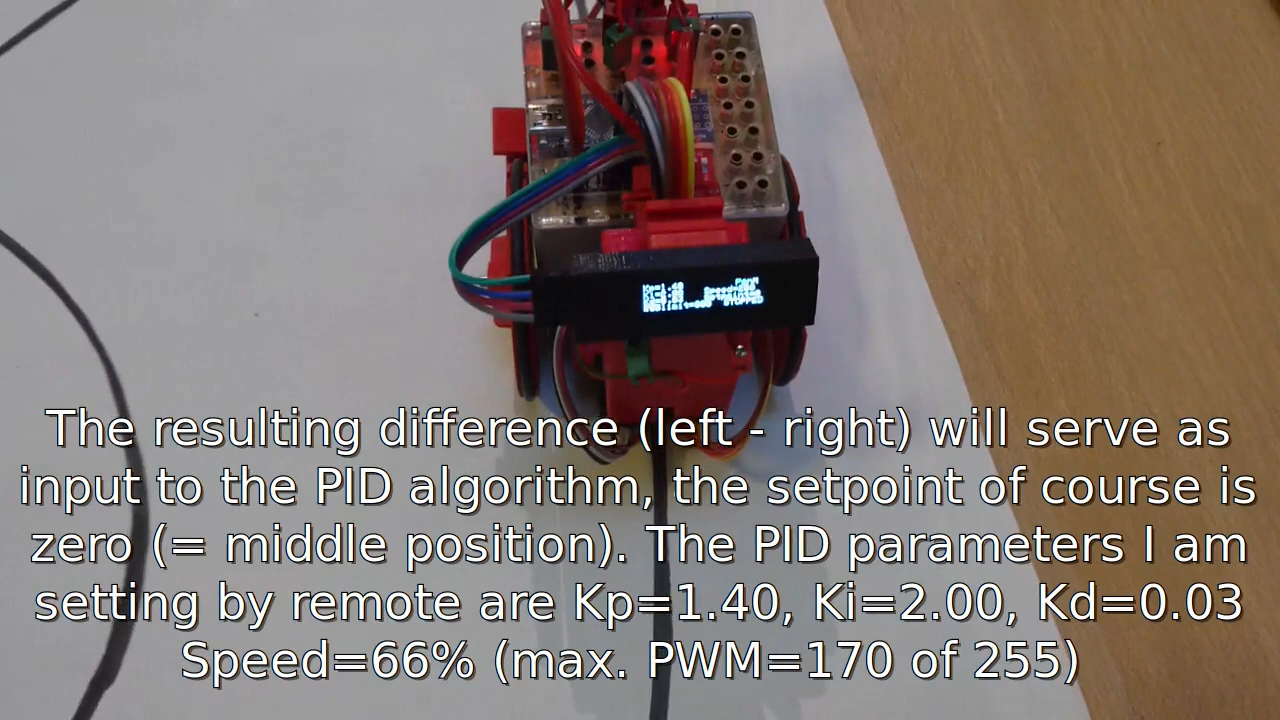 The resulting difference (left - right) will serve as
input to the PID algorithm, the setpoint of course is
zero (= middle position). The PID parameters I am
setting by remote are Kp=1.40, Ki=2.00, Kd=0.03
Speed=66% (max. PWM=170 of 255)
STOPPED